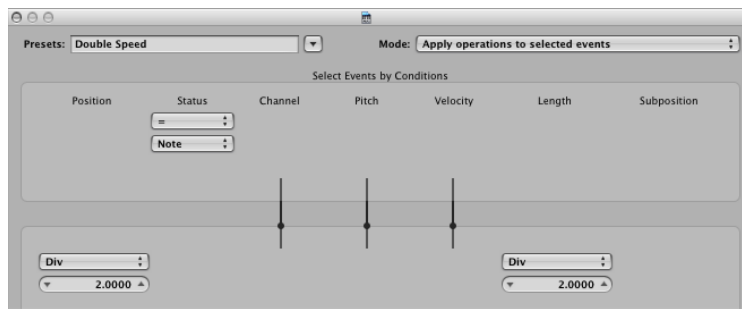 Presets: Double Speed Mode: Apply operations to selected events
Select Events by Conditions
Position Status Channel Pitch Velocity Length Subposition
=
Note
Div Div
2.0000 2.0000